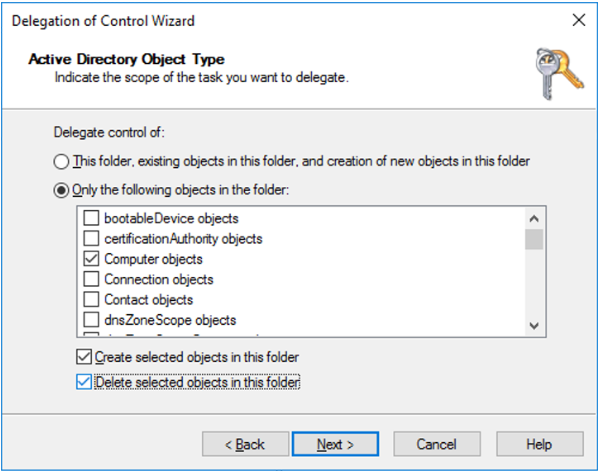 Delegation of Control Wizard
Active Directory Object Type
Indicate the scope of the task you want to delegate.
Delegate control of:
This folder, existing objects in this folder, and creation of new objects in this folder
Only the following objects in the folder:
bootableDevice objects
certificationAuthority objects
Computer objects
Connection objects
Contact objects
dnsZoneScope objects
Create selected objects in this folder
Delete selected objects in this folder
< Back
Next >
Cancel
Help